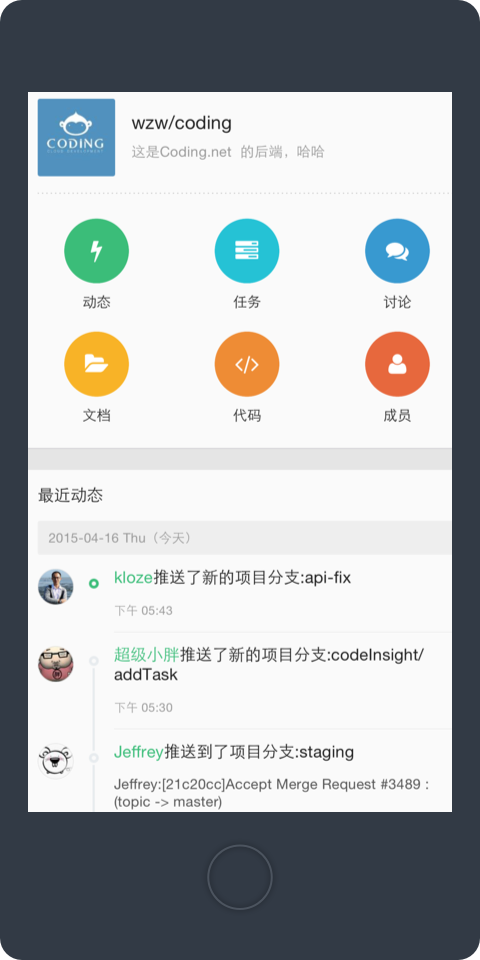 CODING
CLOUD DEVELOPMENT
wzw/coding
这是Coding.net 的后端，哈哈
动态
任务
讨论
文档
代码
成员
最近动态
2015-04-16 Thu（今天）
kloze推送了新的项目分支:api-fix
下午 05:43
超级小胖推送了新的项目分支:codeInsight/
addTask
下午 05:30
Jeffrey推送到了项目分支:staging
Jeffrey:[21c20cc]Accept Merge Request #3489 :
(topic -> master)